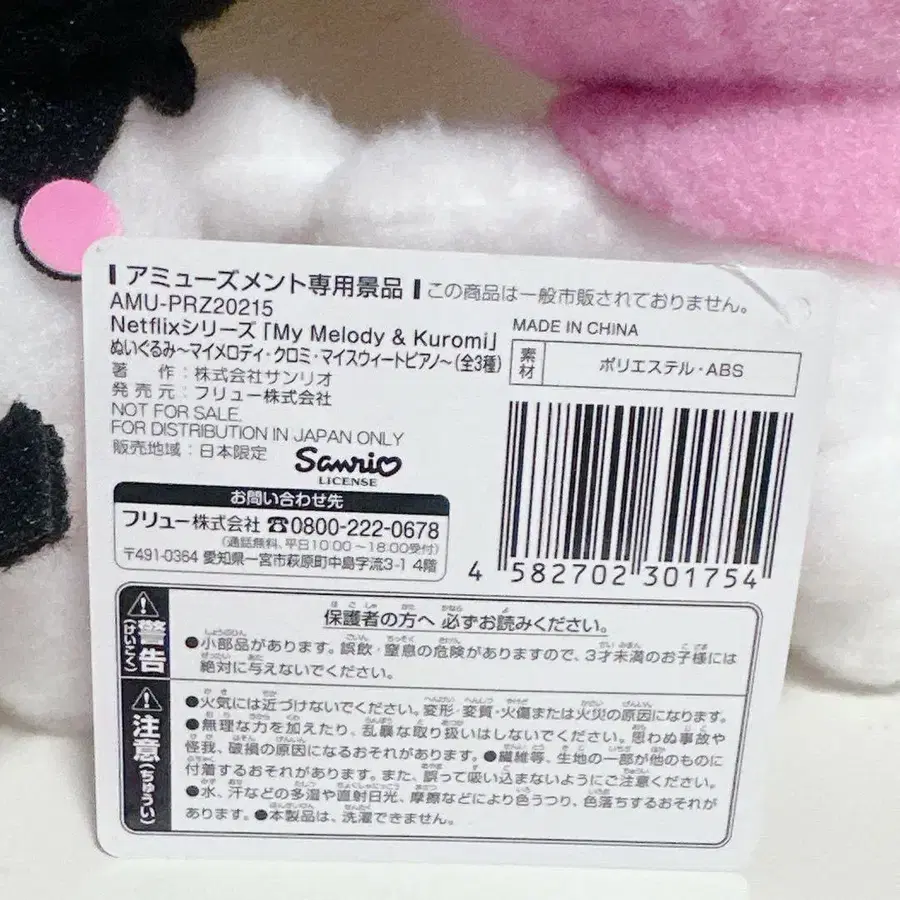 アミューズメント専用景品 この商品は一般市販されておりません。
AMU-PRZ20215
Netflixシリーズ「My Melody & Kuromi」
ぬいぐるみ～マイメロディ・クロミ・マイスウィートピアノ～(全3種)
著 作：株式会社サンリオ
発売元：フリュー株式会社
NOT FOR SALE.
FOR DISTRIBUTION IN JAPAN ONLY
販売地域：日本限定
Sanrio
LICENSE
MADE IN CHINA
素材 ポリエステル・ABS
4 582702 301754
お問い合わせ先
フリュー株式会社 ☎0800-222-0678
(通話無料、平日10:00～18:00受付)
〒491-0364 愛知県一宮市萩原町中島字流3-1 4階
警告
(けいこく)
保護者の方へ 必ずお読みください。
●小部品があります。誤飲・窒息の危険がありますので、3才未満のお子様には
絶対に与えないでください。
注意(ちゅうい)
●火気には近づけないでください。変形・変質・火傷または火災の原因になります。
●無理な力を加えたり、乱暴な取り扱いはしないでください。思わぬ事故や
怪我、破損の原因になるおそれがあります。●繊維等、生地の一部が他のものに
付着するおそれがあります。また、誤って吸い込まないようにご注意ください。
●水、汗などの多湿や直射日光、摩擦などにより色うつり、色落ちするおそれが
あります。●本製品は、洗濯できません。